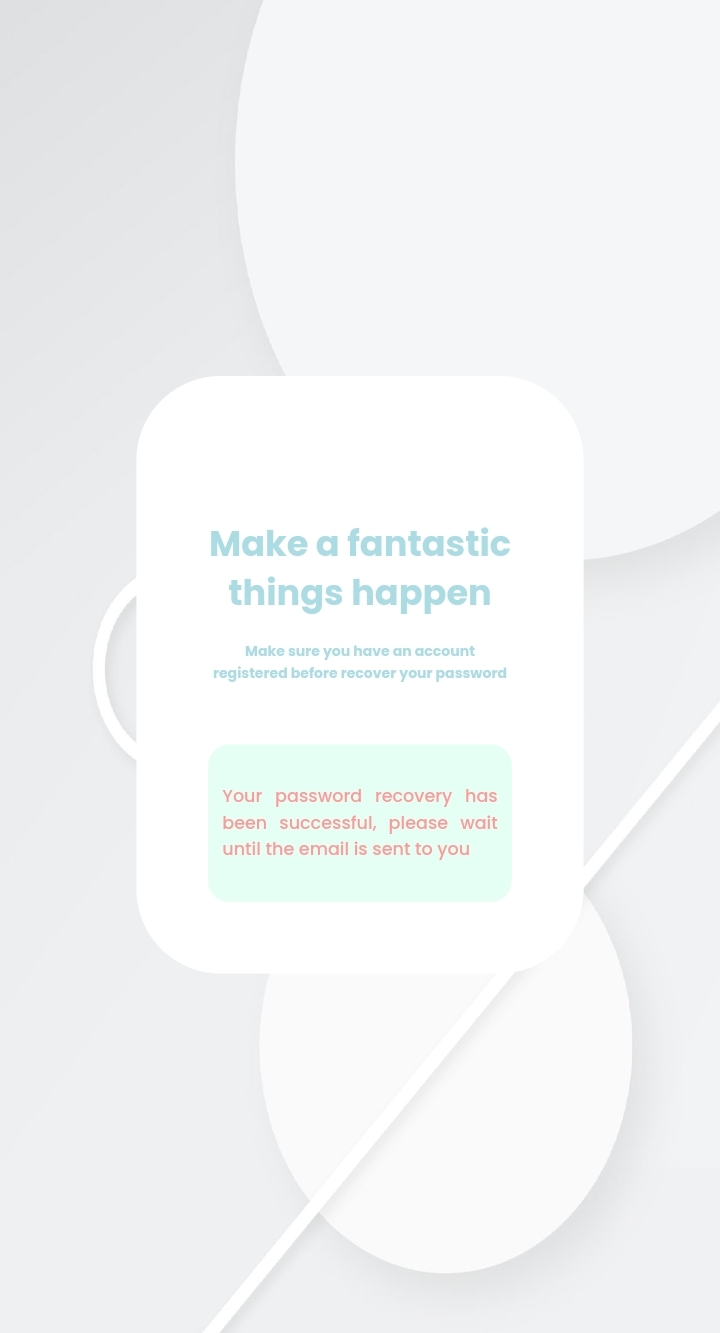 Make a fantastic
things happen
Make sure you have an account
registered before recover your password
Your password recovery has
been successful, please wait
until the email is sent to you